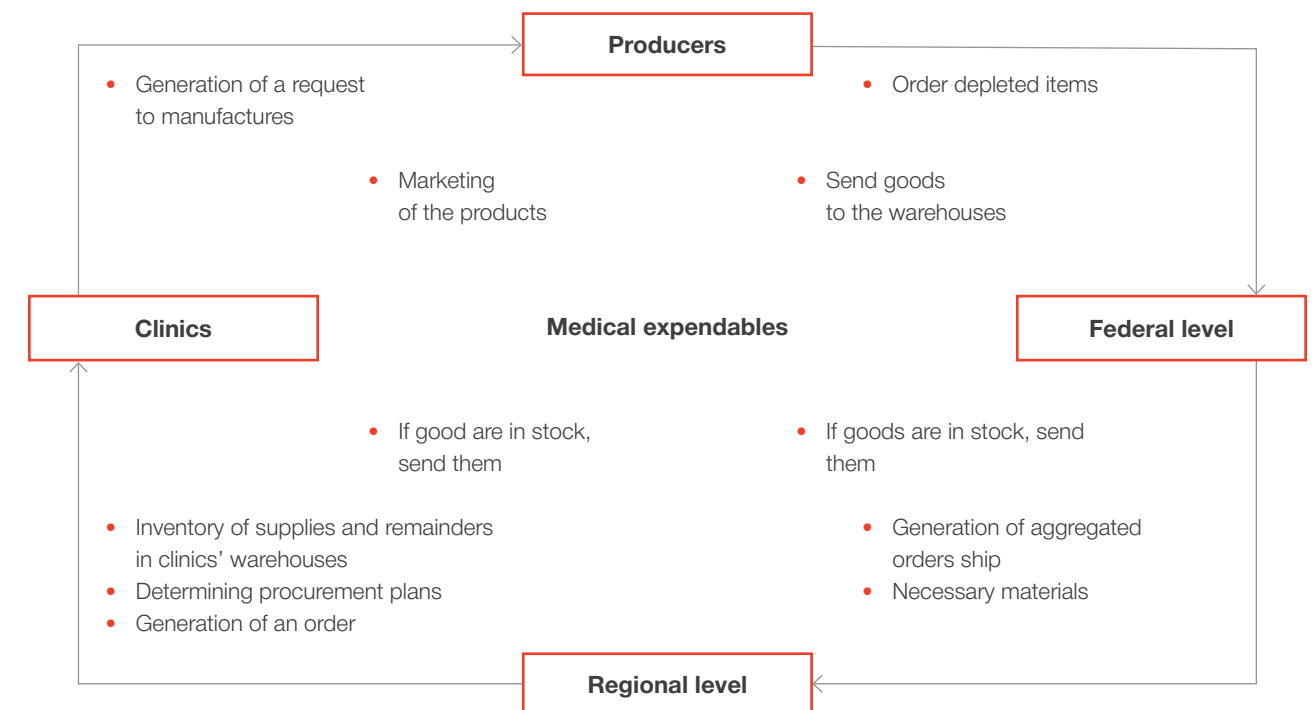 Producers
• Generation of a request
to manufactures
• Order depleted items
• Marketing
of the products
• Send goods
to the warehouses
Clinics
Medical expendables
Federal level
• If good are in stock,
send them
• If goods are in stock, send
them
• Inventory of supplies and remainders
in clinics’ warehouses
• Determining procurement plans
• Generation of an order
• Generation of aggregated
orders ship
• Necessary materials
Regional level